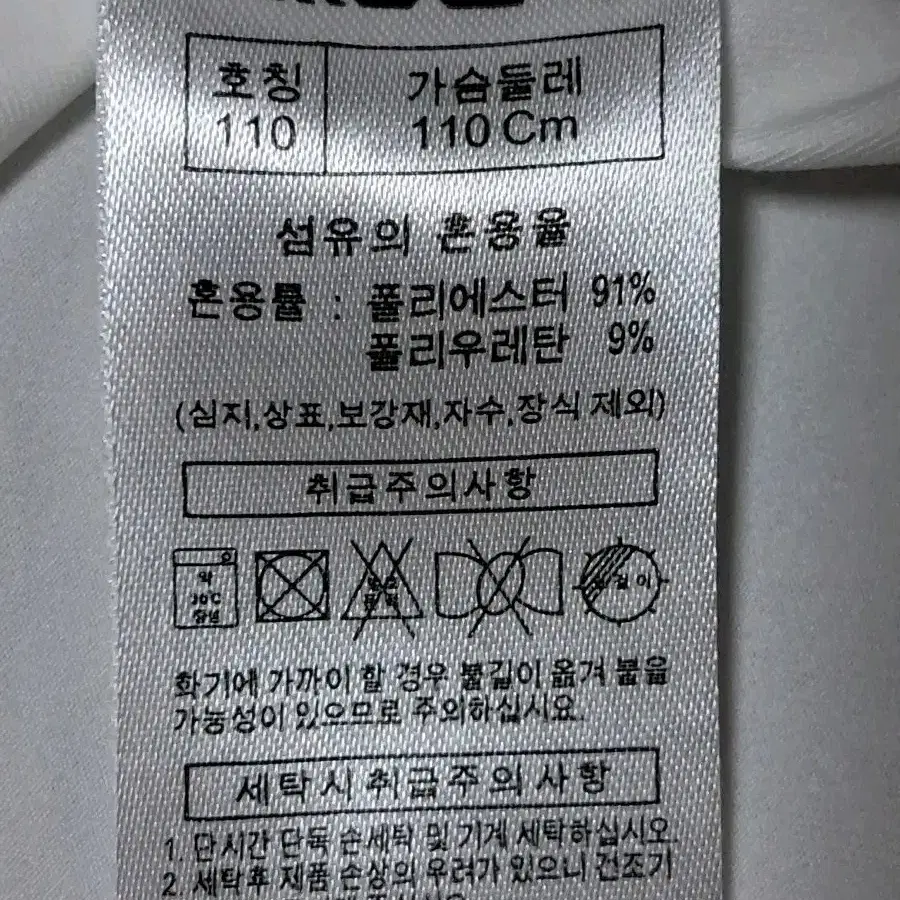 호칭 가슴둘레
110 110 Cm
섬유의 혼용율
혼용률 : 폴리에스터 91%
폴리우레탄 9%
(심지,상표,보강재,자수,장식 제외)
취급주의사항
약
30°C
중성
화기에 가까이 할 경우 불길이 옮겨 붙을
가능성이 있으므로 주의하십시요.
세탁시취급주의사항
1. 단시간 단독 손세탁 및 기계 세탁하십시오.
2. 세탁후 제품 손상의 우려가 있으니 건조기